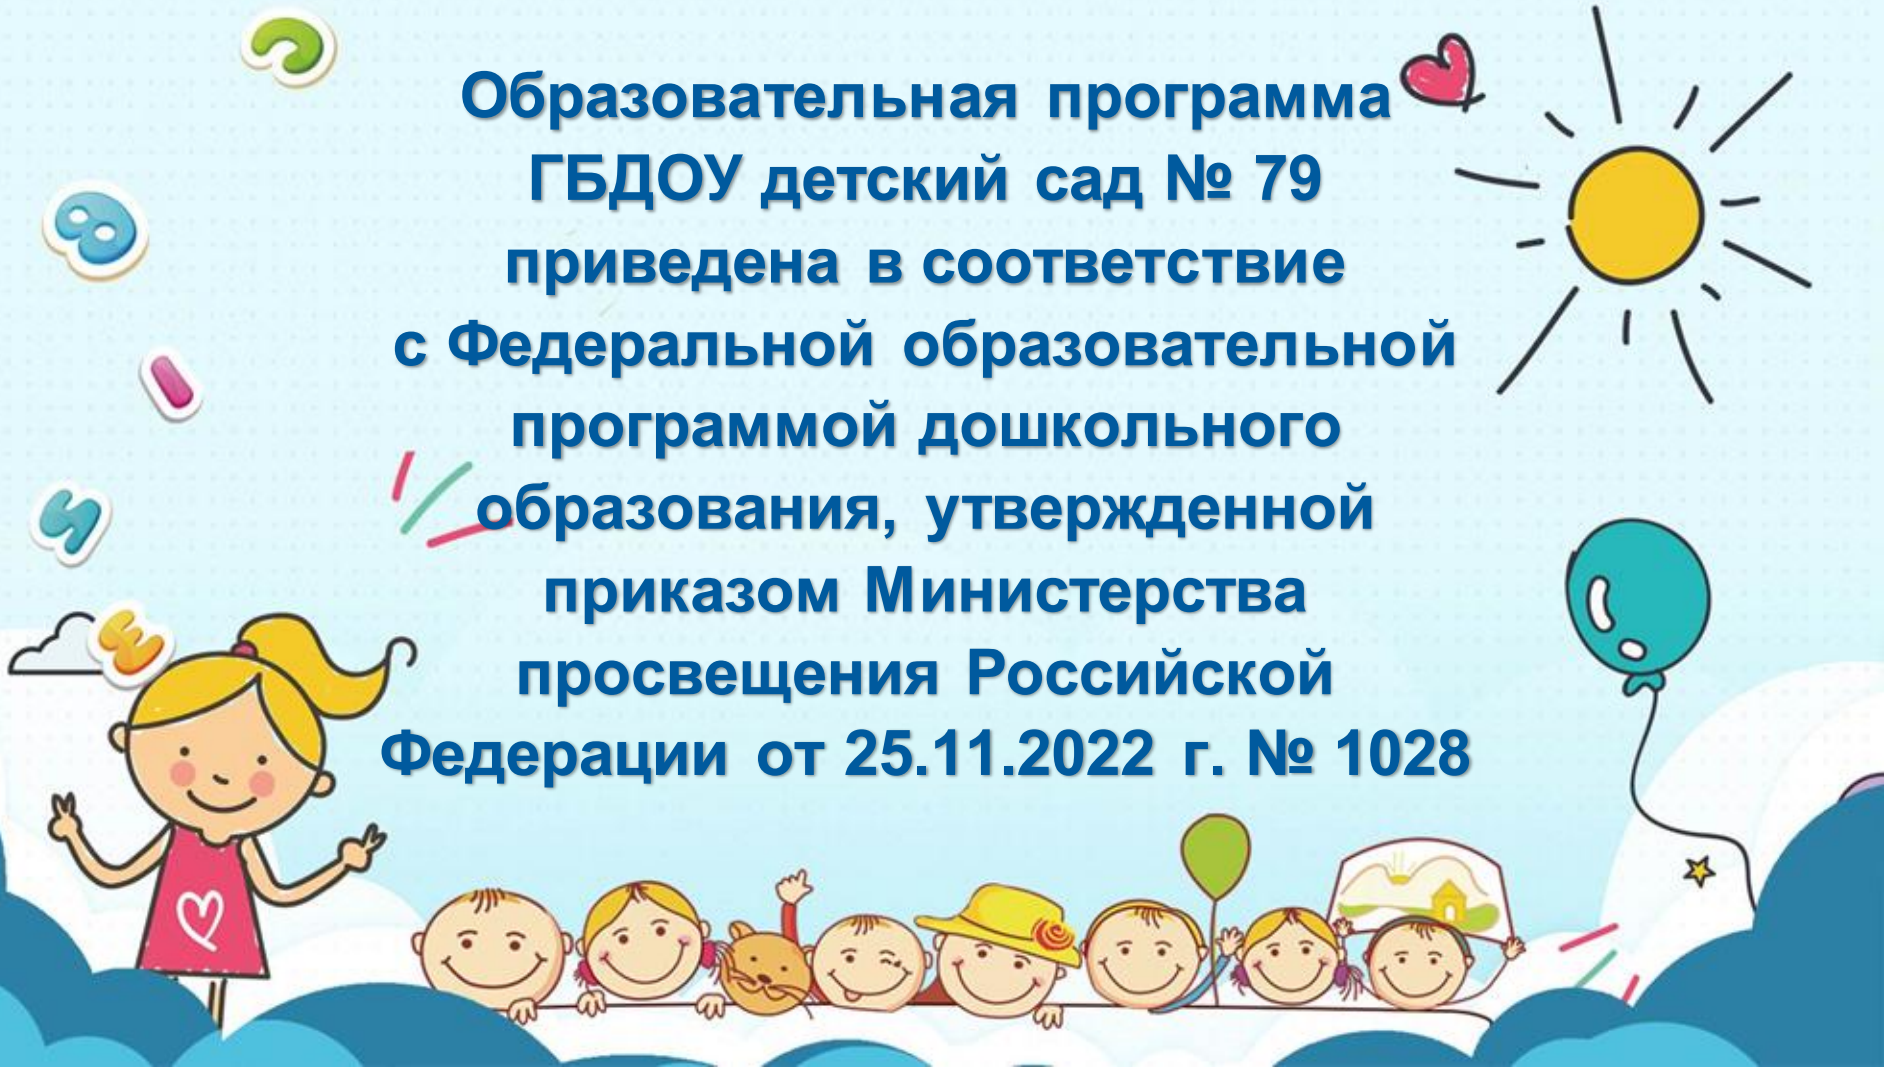 Образовательная программа
ГБДОУ детский сад № 79
приведена в соответствие
с Федеральной образовательной
программой дошкольного
образования, утвержденной
приказом Министерства
просвещения Российской
Федерации от 25.11.2022 г. № 1028